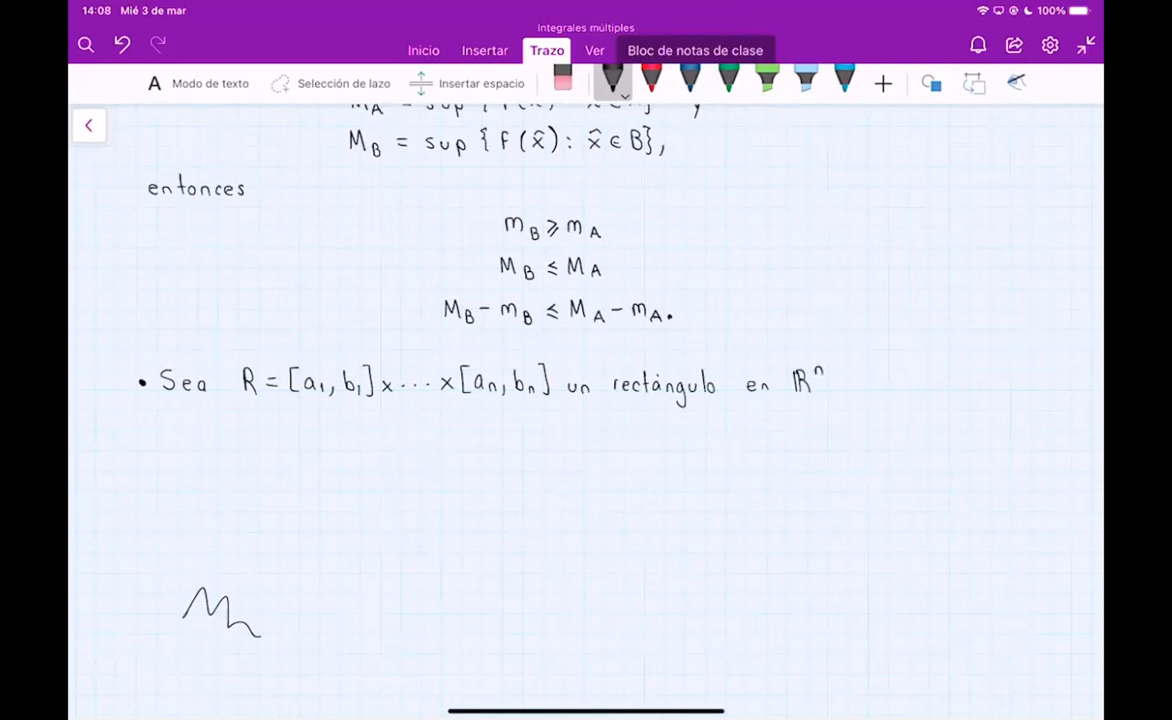 14:08 Mié 3 de mar
100%
Integrales múltiples
Inicio Insertar Trazo Ver Bloc de notas de clase
A Modo de texto Selección de lazo Insertar espacio
M_B = sup {f(x̂): x̂ ∈ B},
entonces
m_B ⩾ m_A
M_B ≤ M_A
M_B - m_B ≤ M_A - m_A.
• Sea R = [a₁, b₁] x ... x [aₙ, bₙ] un rectángulo en ℝⁿ